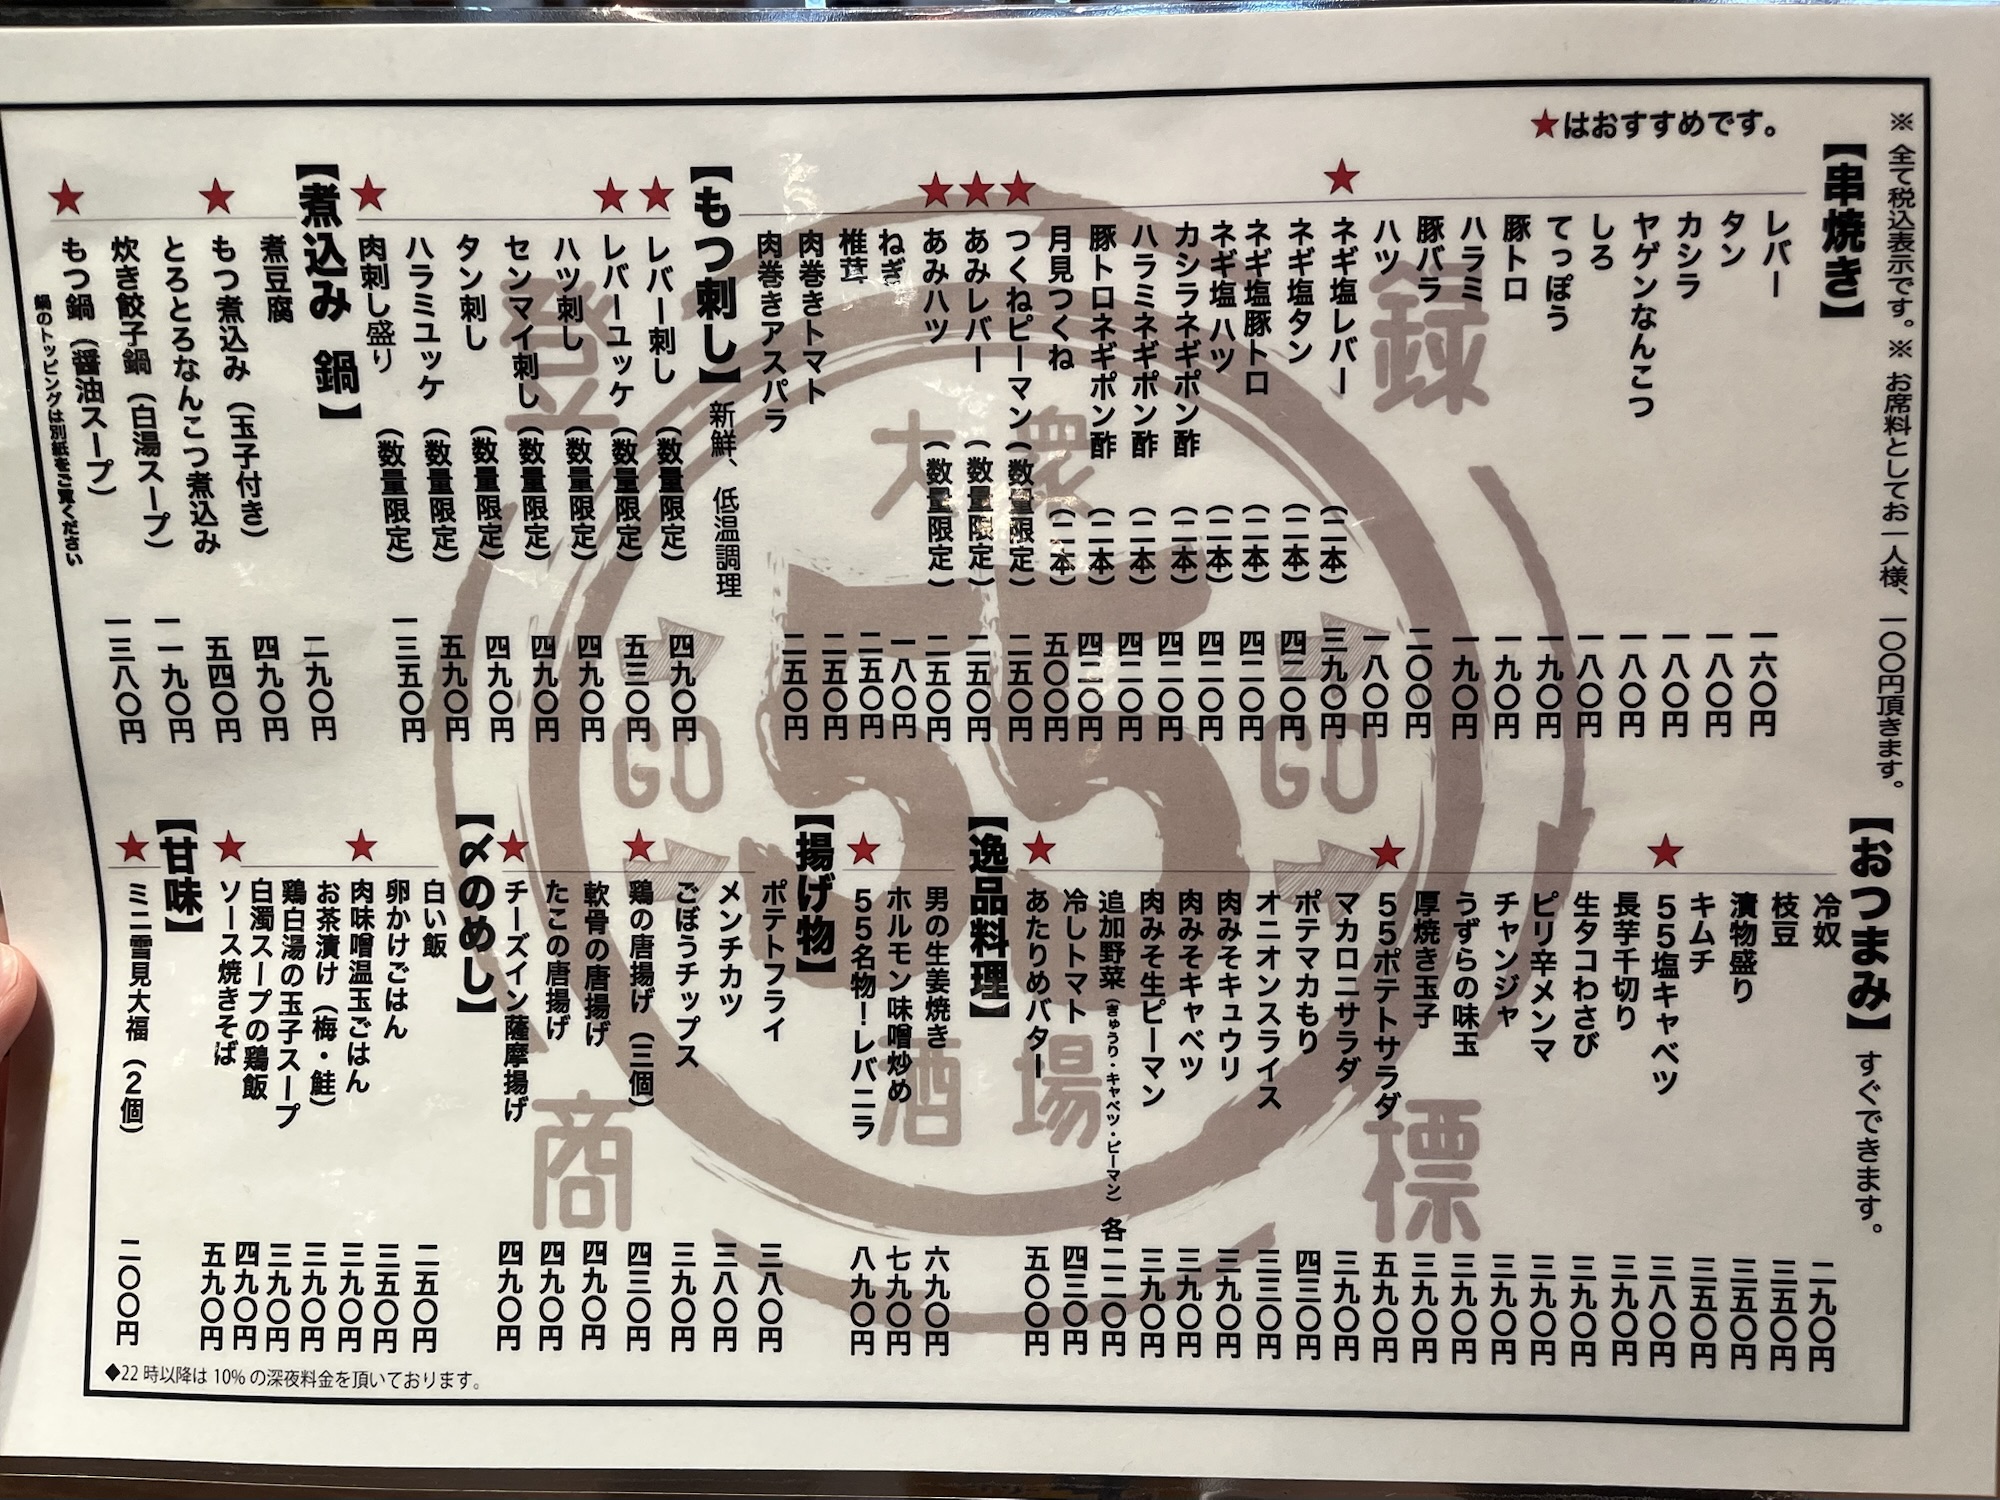 ※ 全て税込表示です。※ お席料としてお一人様、一〇〇円頂きます。
★はおすすめです。
【串焼き】
レバー 一六〇円
タン 一八〇円
カシラ 一八〇円
ヤゲンなんこつ 一八〇円
しろ 一八〇円
てっぽう 一九〇円
豚トロ 一九〇円
ハラミ 一九〇円
豚バラ 二〇〇円
ハツ 一八〇円
★ネギ塩レバー（二本） 三九〇円
ネギ塩タン（二本） 四二〇円
ネギ塩豚トロ（二本） 四二〇円
ネギ塩ハツ（二本） 四二〇円
カシラネギポン酢（二本） 四二〇円
ハラミネギポン酢（二本） 四二〇円
豚トロネギポン酢（二本） 四二〇円
月見つくね（二本） 五〇〇円
★つくねピーマン（数量限定） 二五〇円
★あみレバー（数量限定） 二五〇円
★あみハツ（数量限定） 二五〇円
ねぎ 一八〇円
椎茸 二五〇円
肉巻きトマト 二五〇円
肉巻きアスパラ 二五〇円
【もつ刺し】新鮮、低温調理
★レバー刺し（数量限定） 四九〇円
★レバーユッケ（数量限定） 五三〇円
ハツ刺し（数量限定） 四九〇円
センマイ刺し（数量限定） 四九〇円
タン刺し（数量限定） 四九〇円
ハラミユッケ（数量限定） 五九〇円
★肉刺し盛り（数量限定） 一三五〇円
【煮込み 鍋】
煮豆腐 二九〇円
★もつ煮込み（玉子付き） 四九〇円
とろとろなんこつ煮込み 五四〇円
炊き餃子鍋（白湯スープ） 一一九〇円
★もつ鍋（醤油スープ） 一三八〇円
鍋のトッピングは別紙をご覧ください
【おつまみ】すぐできます。
冷奴 二九〇円
枝豆 三五〇円
漬物盛り 三五〇円
キムチ 三五〇円
★５５塩キャベツ 三八〇円
長芋千切り 三九〇円
生タコわさび 三九〇円
ピリ辛メンマ 三九〇円
チャンジャ 三九〇円
うずらの味玉 三九〇円
厚焼き玉子 三九〇円
★５５ポテトサラダ 五九〇円
マカロニサラダ 三九〇円
ポテマカもり 四三〇円
オニオンスライス 三三〇円
肉みそキュウリ 三九〇円
肉みそキャベツ 三九〇円
肉みそ生ピーマン 三九〇円
追加野菜（きゅうり・キャベツ・ピーマン）各 二二〇円
冷しトマト 四三〇円
★あたりめバター 五〇〇円
【逸品料理】
男の生姜焼き 六九〇円
ホルモン味噌炒め 七九〇円
★５５名物！レバニラ 八九〇円
【揚げ物】
ポテトフライ 三八〇円
メンチカツ 三八〇円
ごぼうチップス 三九〇円
★鶏の唐揚げ（三個） 四三〇円
軟骨の唐揚げ 四九〇円
たこの唐揚げ 四九〇円
★チーズイン薩摩揚げ 四九〇円
【〆のめし】
白い飯 二五〇円
卵かけごはん 三五〇円
★肉味噌温玉ごはん 三九〇円
お茶漬け（梅・鮭） 三九〇円
鶏白湯の玉子スープ 三九〇円
白濁スープの鶏飯 四九〇円
★ソース焼きそば 五九〇円
【甘味】
★ミニ雪見大福（2個） 二〇〇円
◆22 時以降は 10% の深夜料金を頂いております。
登録
大衆
55
GO GO
酒場
商標